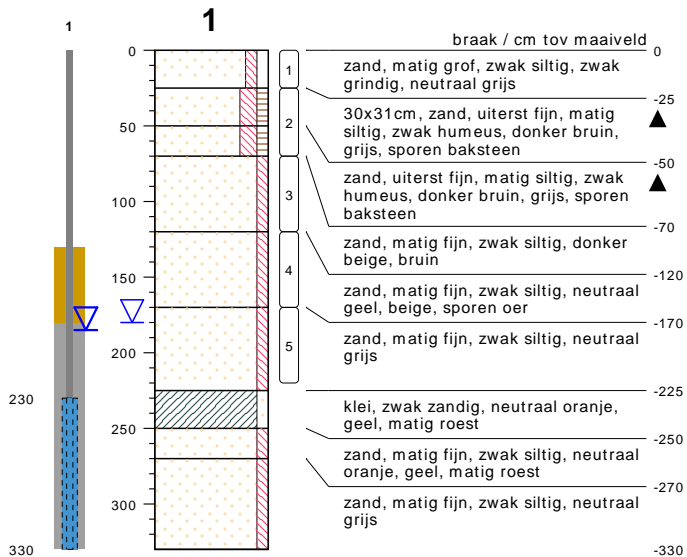 1
1
braak / cm tov maaiveld
0
0
1
zand, matig grof, zwak siltig, zwak
grindig, neutraal grijs
-25
2
30x31cm, zand, uiterst fijn, matig
siltig, zwak humeus, donker bruin,
grijs, sporen baksteen
50
-50
zand, uiterst fijn, matig siltig, zwak
humeus, donker bruin, grijs, sporen
baksteen
-70
3
100
zand, matig fijn, zwak siltig, donker
beige, bruin
-120
4
150
zand, matig fijn, zwak siltig, neutraal
geel, beige, sporen oer
-170
5
200
zand, matig fijn, zwak siltig, neutraal
grijs
-225
230
klei, zwak zandig, neutraal oranje,
geel, matig roest
250
-250
zand, matig fijn, zwak siltig, neutraal
oranje, geel, matig roest
-270
300
zand, matig fijn, zwak siltig, neutraal
grijs
330
-330